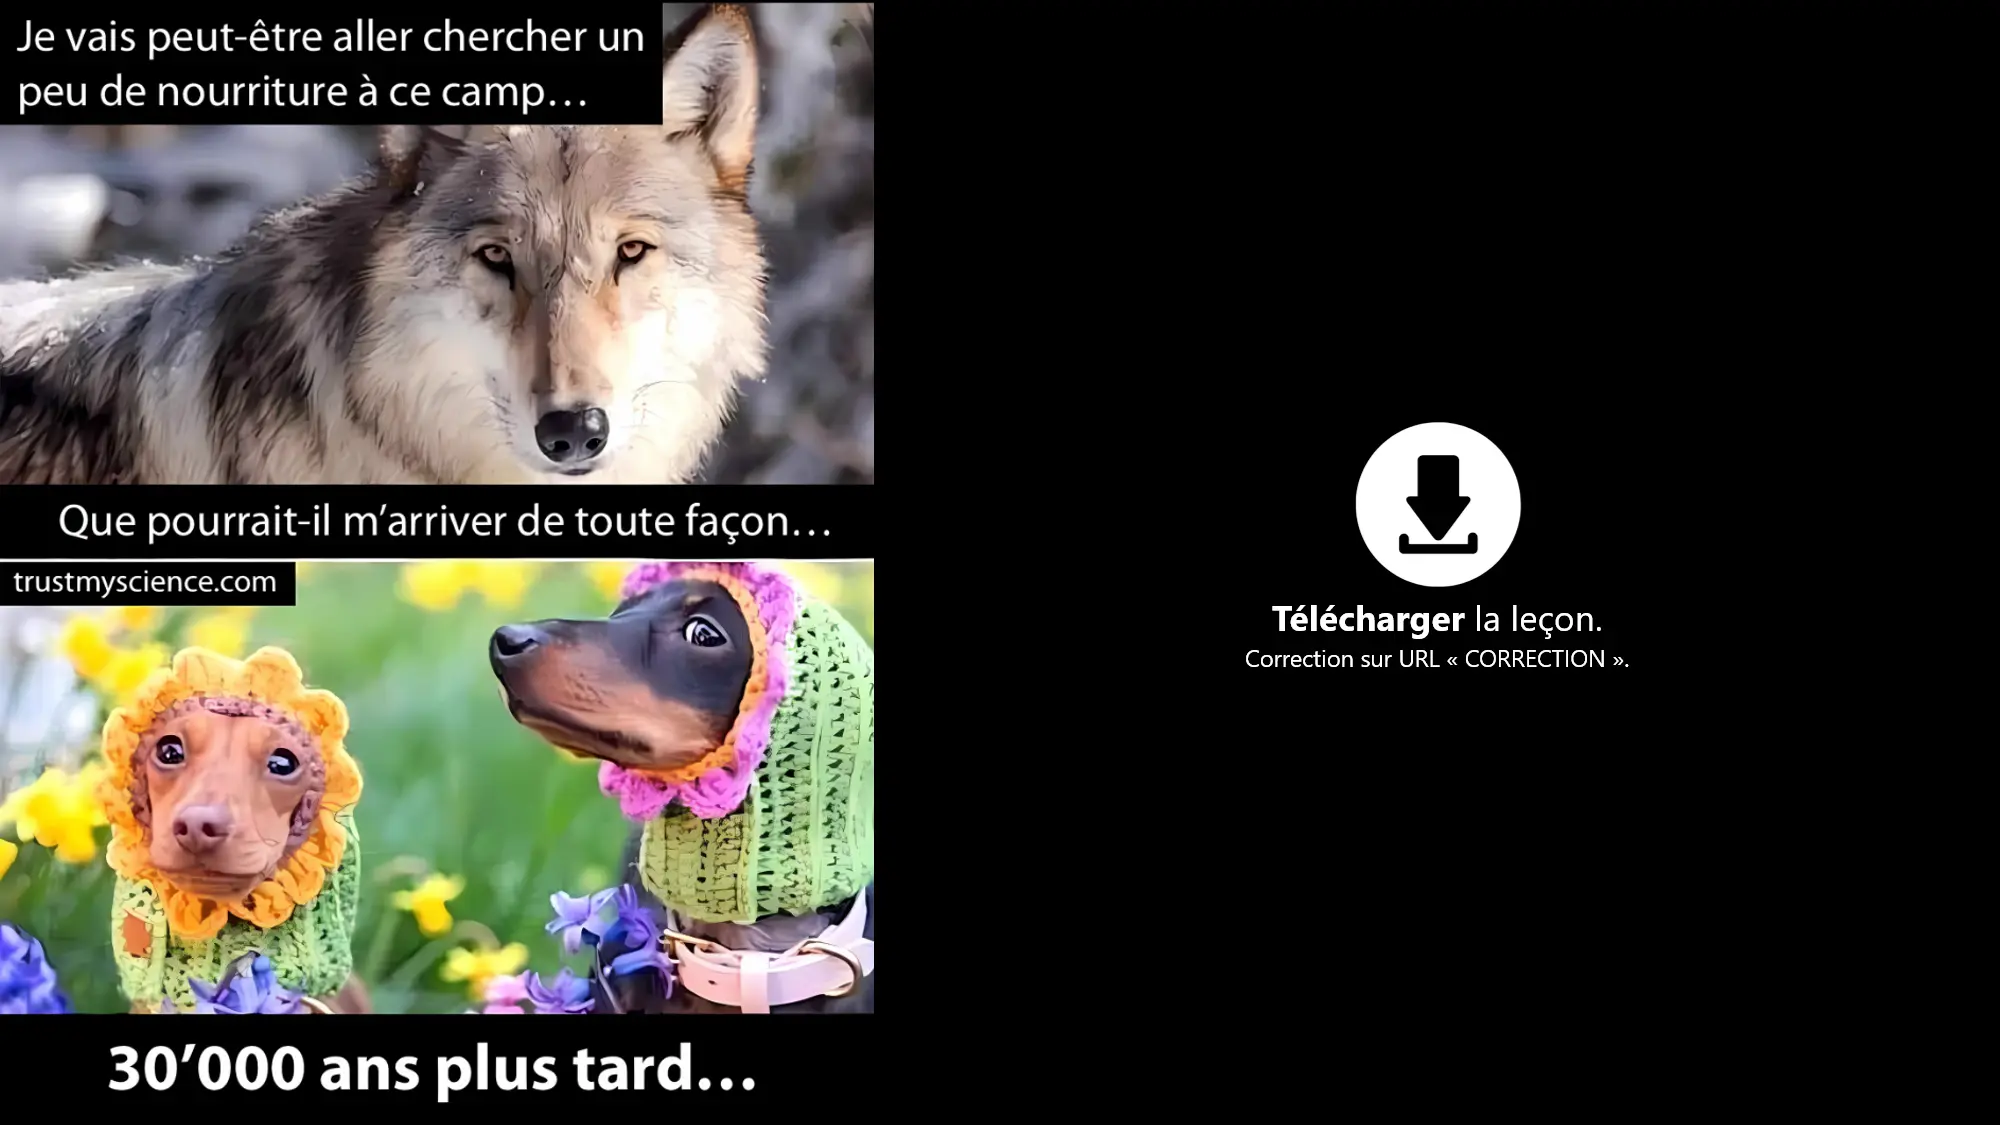 Je vais peut-être aller chercher un
peu de nourriture à ce camp…
Que pourrait-il m’arriver de toute façon…
trustmyscience.com
30’000 ans plus tard…
Télécharger la leçon.
Correction sur URL « CORRECTION ».